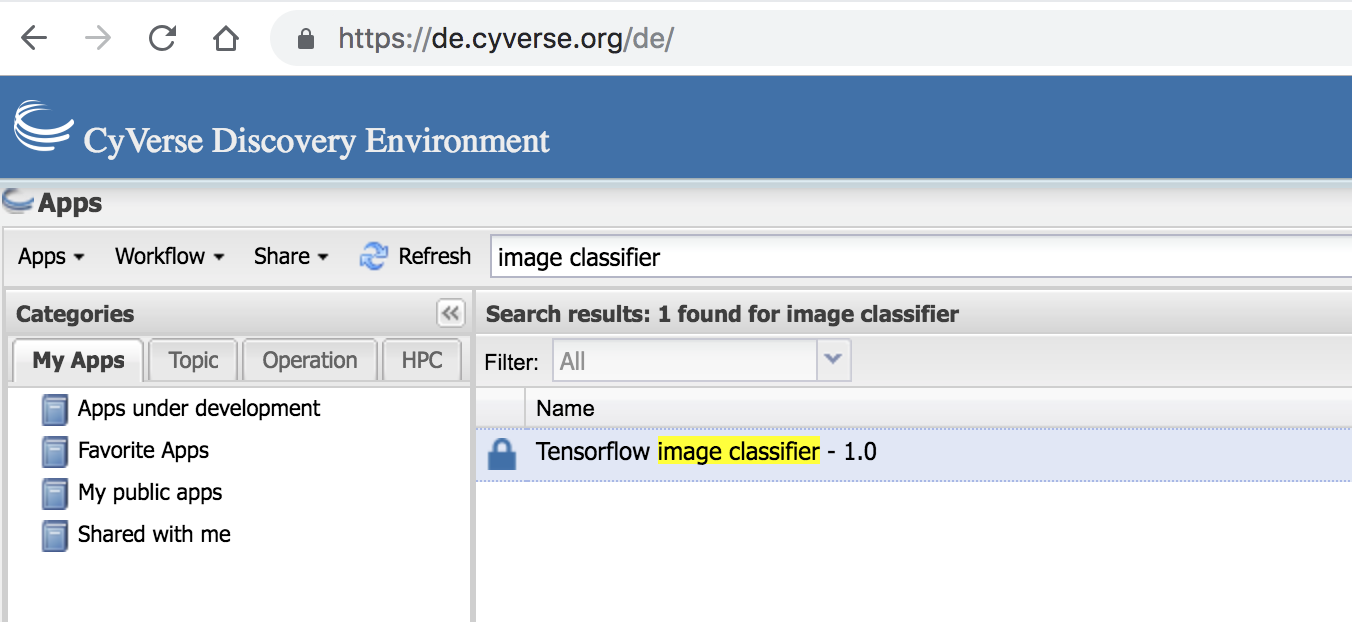 https://de.cyverse.org/de/
CyVerse Discovery Environment
Apps
Apps Workflow Share Refresh image classifier
Categories
My Apps Topic Operation HPC
Apps under development
Favorite Apps
My public apps
Shared with me
Search results: 1 found for image classifier
Filter: All
Name
Tensorflow image classifier - 1.0